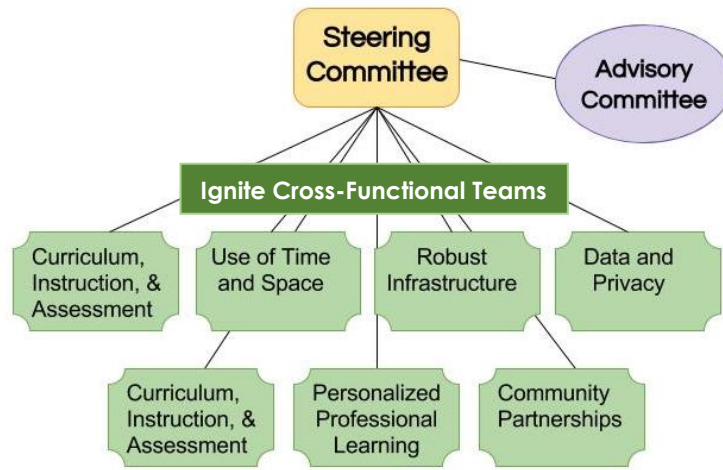 Steering
Committee
Advisory
Committee
Ignite Cross-Functional Teams
Curriculum,
Instruction, &
Assessment
Use of Time
and Space
Robust
Infrastructure
Data and
Privacy
Curriculum,
Instruction, &
Assessment
Personalized
Professional
Learning
Community
Partnerships